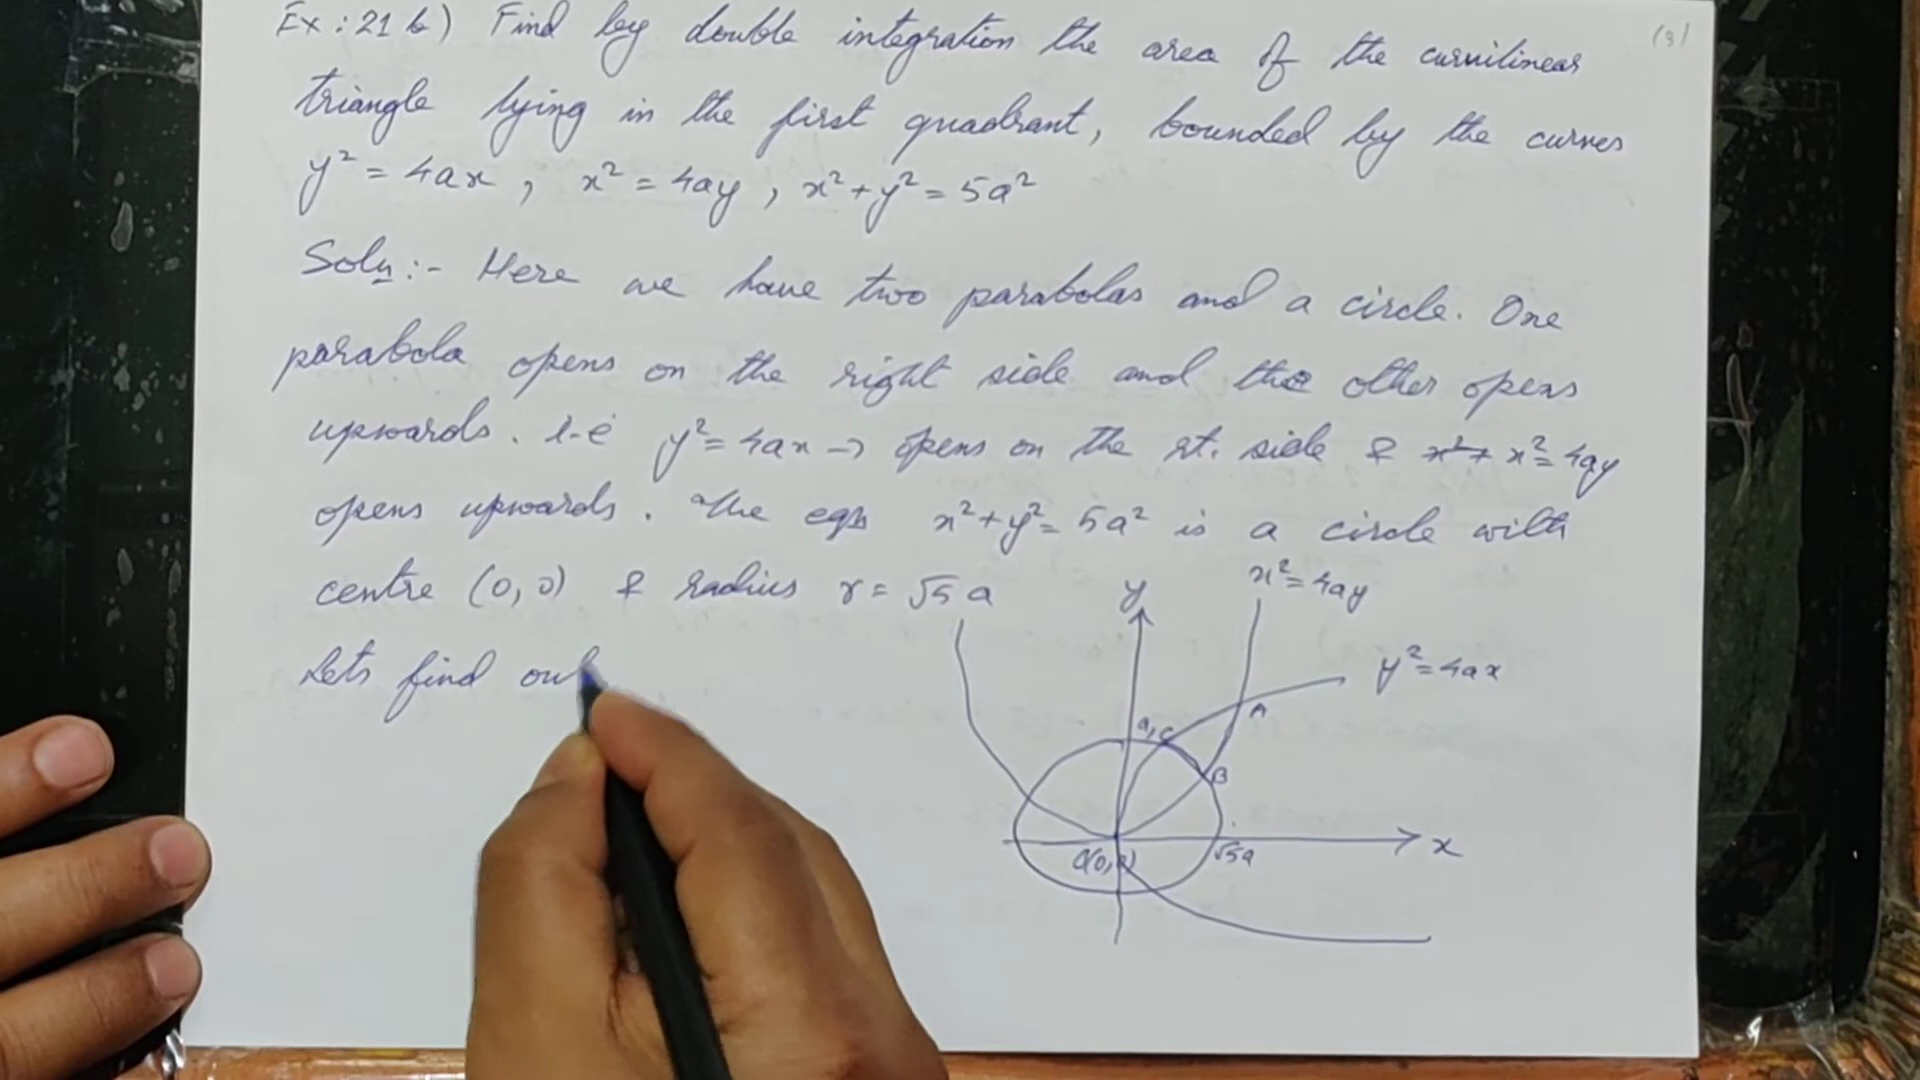 Ex:21 b) Find by double integration the area of the curvilinear (3)
triangle lying in the first quadrant, bounded by the curves
y² = 4ax, x² = 4ay, x²+y² = 5a²
Soln:- Here we have two parabolas and a circle. One
parabola opens on the right side and the other opens
upwards. i.e y² = 4ax → opens on the rt. side & x²+ x² = 4ay
opens upwards. The eqn x²+y² = 5a² is a circle with
centre (0,0) & radius r = √5 a
Lets find out
y
x² = 4ay
y² = 4ax
A
B
x
√5a